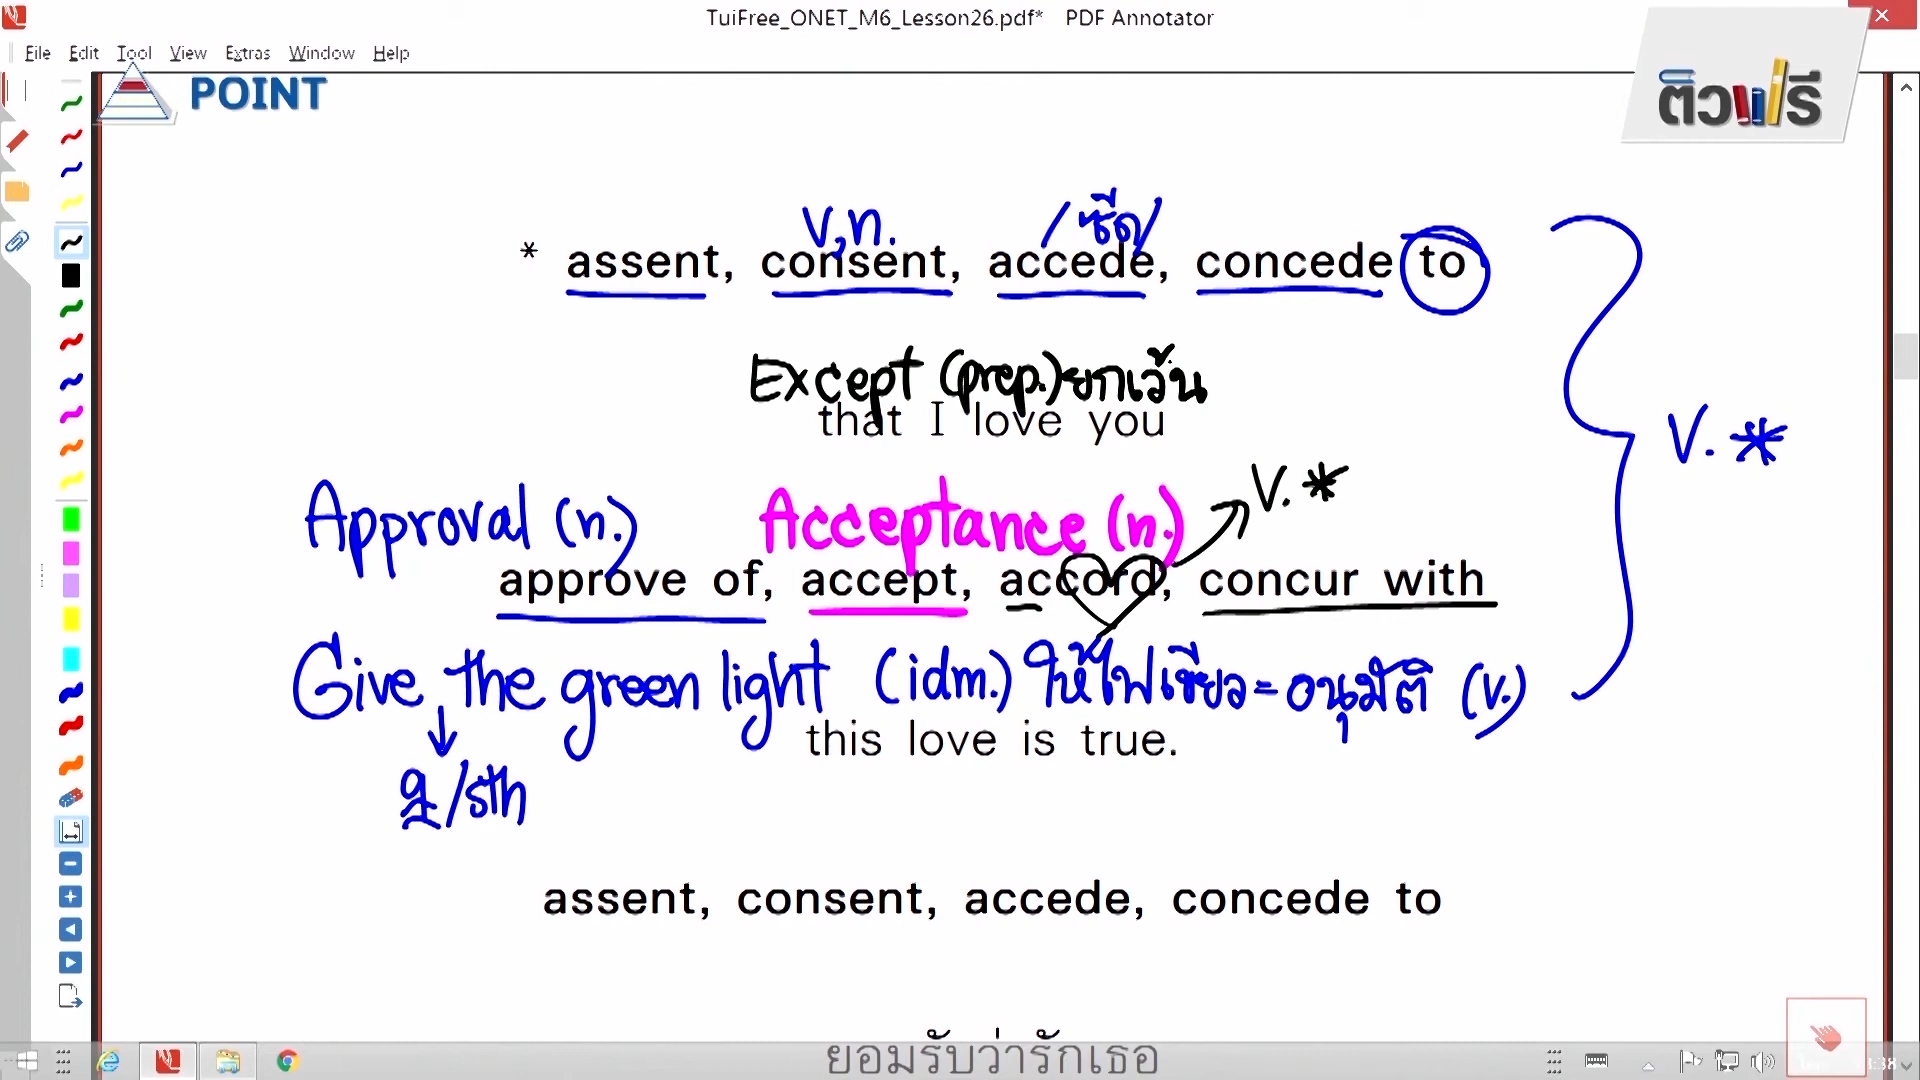 TuiFree_ONET_M6_Lesson26.pdf* PDF Annotator
File Edit Tool View Extras Window Help
POINT
ติวฟรี
v,n. /ซีด/
* assent, consent, accede, concede to
Except (prep.) ยกเว้น
that I love you
V.*
V.*
Approval (n.) Acceptance (n.)
approve of, accept, accord, concur with
Give the green light (idm.) ให้ไฟเขียว = อนุมัติ (v.)
this love is true.
/sth
assent, consent, accede, concede to
ยอมรับว่ารักเธอ